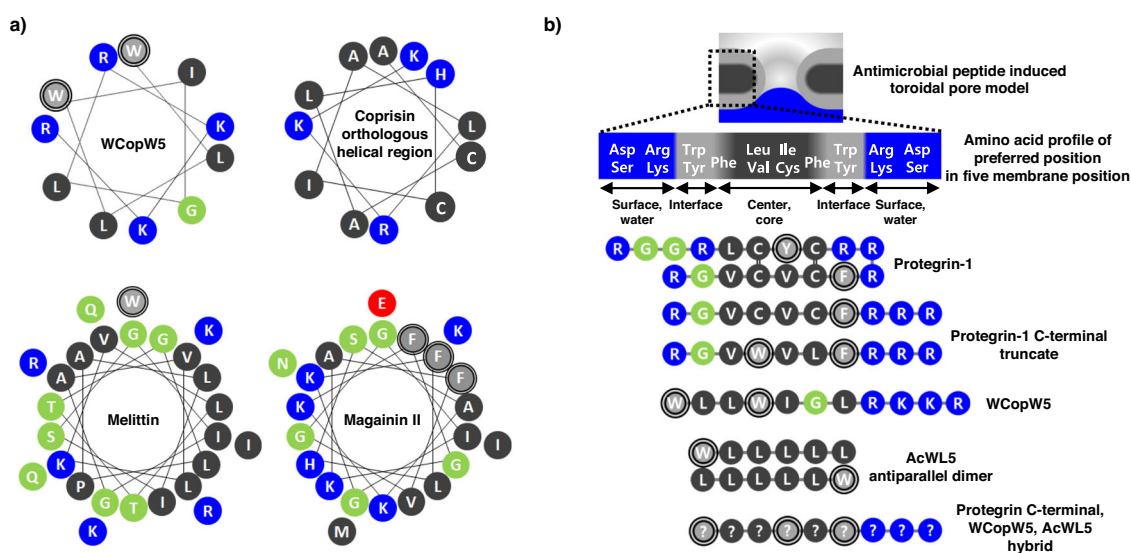 a)
R W
I
W
R
K
WCopW5
L
L
G
L
K
A A K
H
L
K
Coprisin
orthologous
helical region
L
C
I
C
A
R
W
Q
G G
K
V
V
A
R
A
L
T
L
Melittin
S
I I
K
L
Q
P
L
G T I
R
K
E
S G F
K
A
F
N
K
F
K
A
Magainin II
G
I I
H
G
K
L
G K V
M
b)
Antimicrobial peptide induced
toroidal pore model
Asp Arg Trp Leu Ile Trp Arg Asp
Phe Phe
Ser Lys Tyr Val Cys Tyr Lys Ser
Amino acid profile of
preferred position
in five membrane position
Surface, Interface Center, Interface Surface,
water core water
R G G R L C Y C R R
Protegrin-1
R G V C V C F R
R G V C V C F R R R
Protegrin-1 C-terminal
truncate
R G V W V L F R R R
W L L W I G L R K K R
WCopW5
W L L L L L
AcWL5
antiparallel dimer
L L L L L W
? ? ? ? ? ? ? ? ?
Protegrin C-terminal,
WCopW5, AcWL5
hybrid